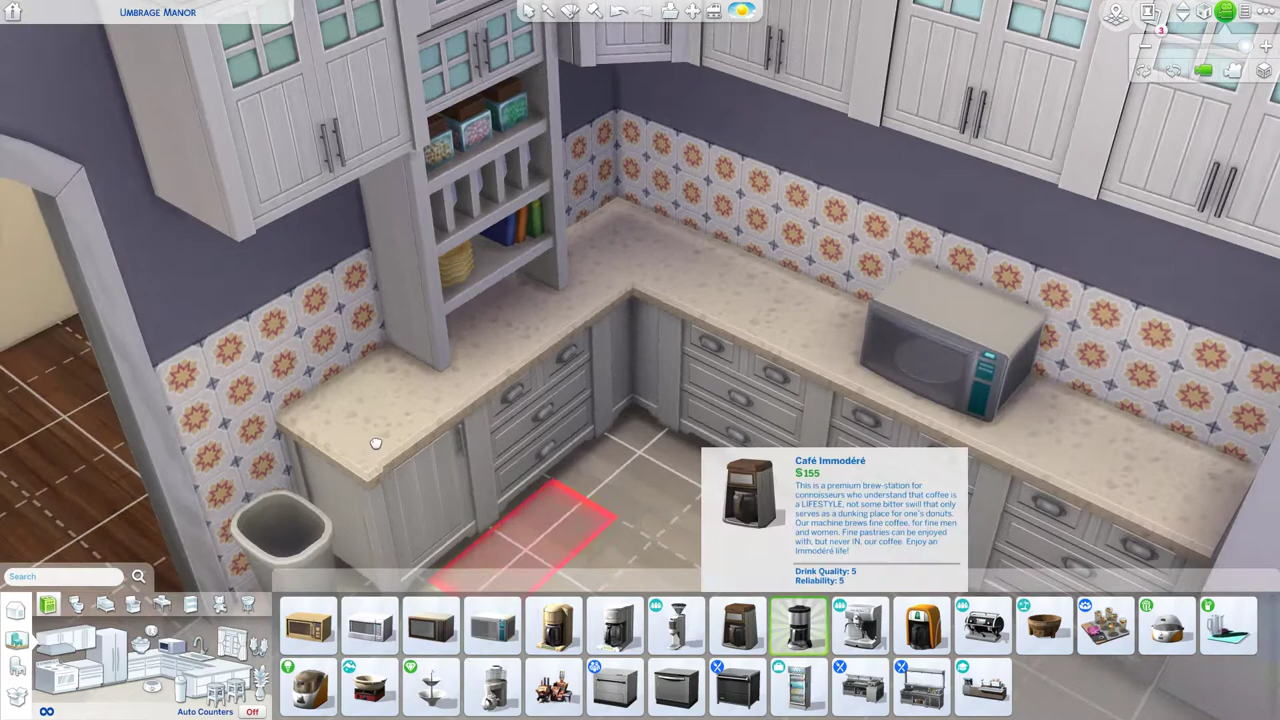 UMBRAGE MANOR
3
Café Immodéré
§155
This is a premium brew-station for
connoisseurs who understand that coffee is
a LIFESTYLE, not some bitter swill that only
serves as a dunking place for one's donuts.
Our machine brews fine coffee, for fine men
and women. Fine pastries can be enjoyed
with, but never IN, our coffee. Enjoy an
Immodéré life!
Drink Quality: 5
Reliability: 5
Search
Auto Counters Off